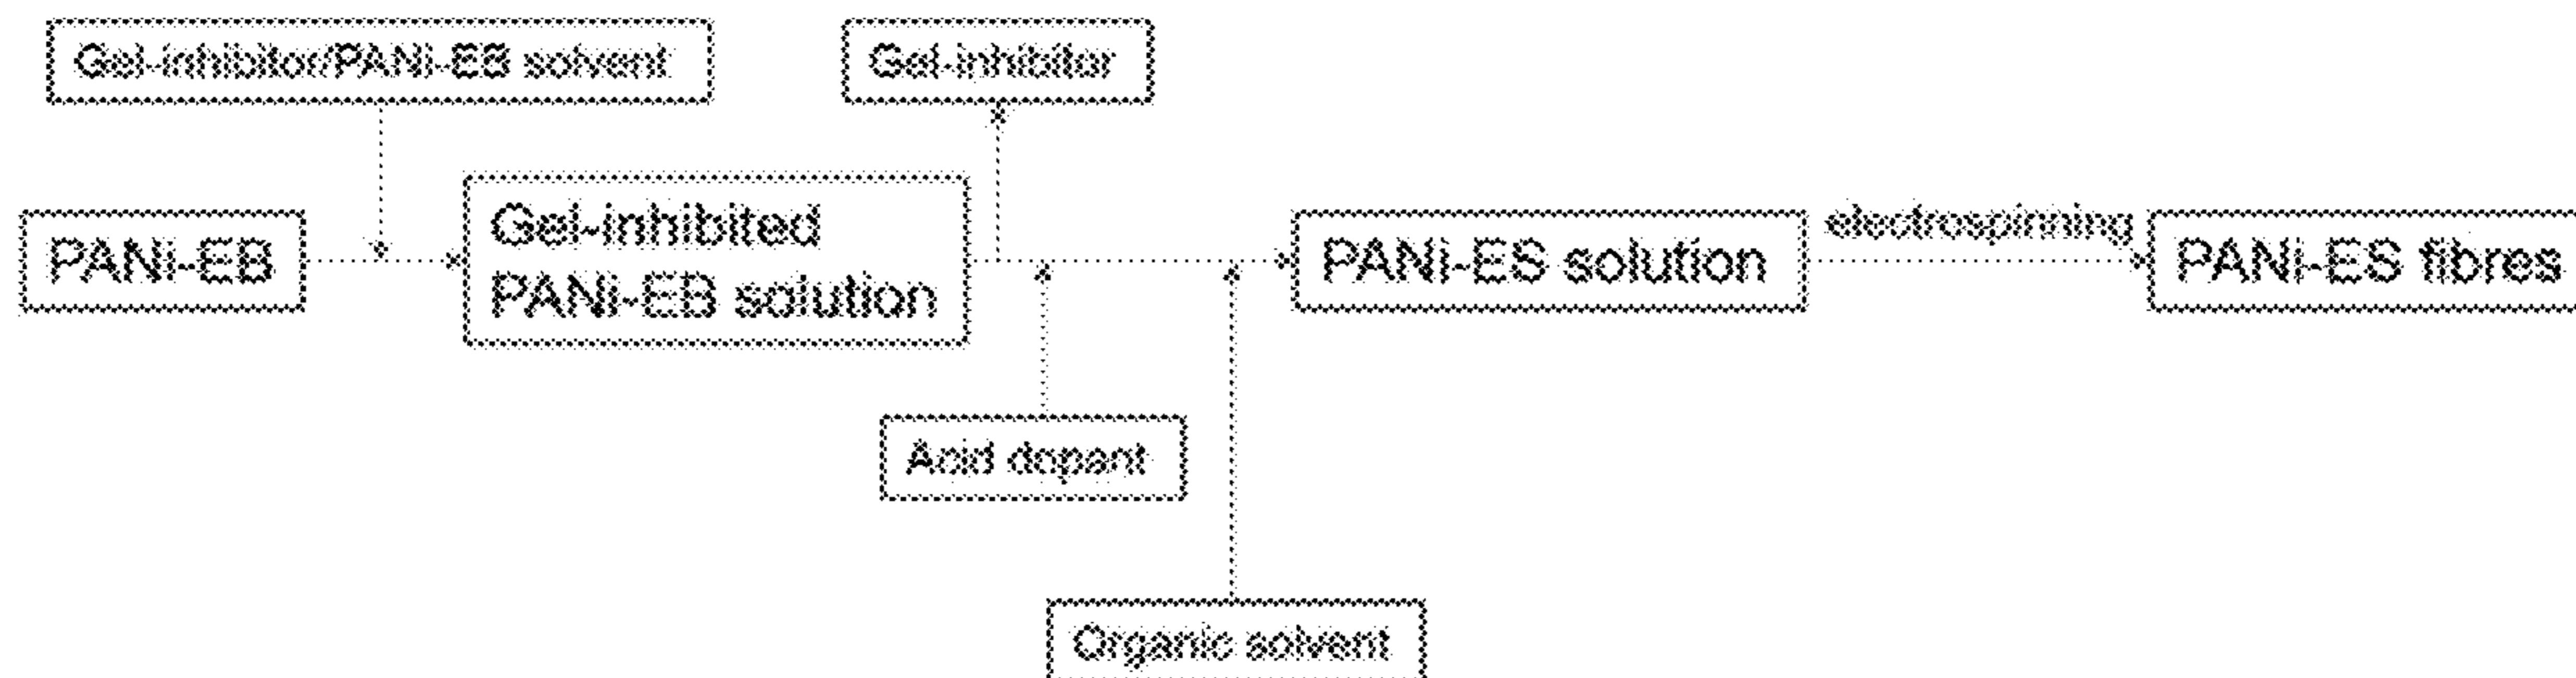 Gel-inhibitor/PANi-EB solvent
Gel-inhibitor
PANi-EB
Gel-inhibited
PANi-EB solution
PANi-ES solution
electrospinning
PANi-ES fibres
Acid dopant
Organic solvent